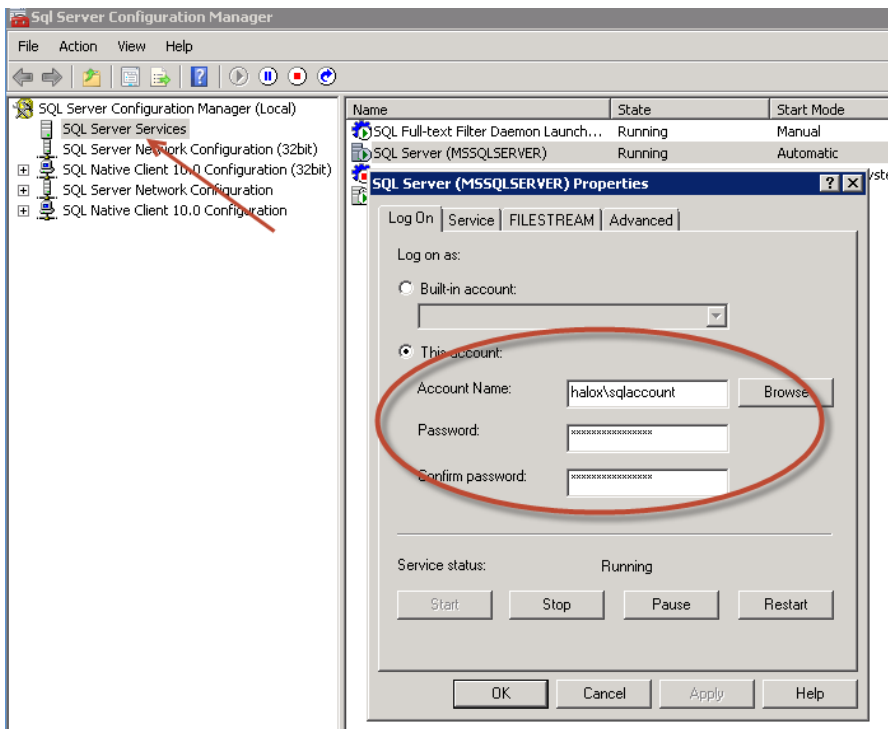 Sql Server Configuration Manager
File Action View Help
SQL Server Configuration Manager (Local)
SQL Server Services
SQL Server Network Configuration (32bit)
SQL Native Client 10.0 Configuration (32bit)
SQL Server Network Configuration
SQL Native Client 10.0 Configuration
Name State Start Mode
SQL Full-text Filter Daemon Launch... Running Manual
SQL Server (MSSQLSERVER) Running Automatic
SQL Server (MSSQLSERVER) Properties
Log On Service FILESTREAM Advanced
Log on as:
Built-in account:
This account:
Account Name: halox\sqlaccount Browse
Password: xxxxxxxxxxxxxxxx
Confirm password: xxxxxxxxxxxxxxxx
Service status: Running
Start Stop Pause Restart
OK Cancel Apply Help